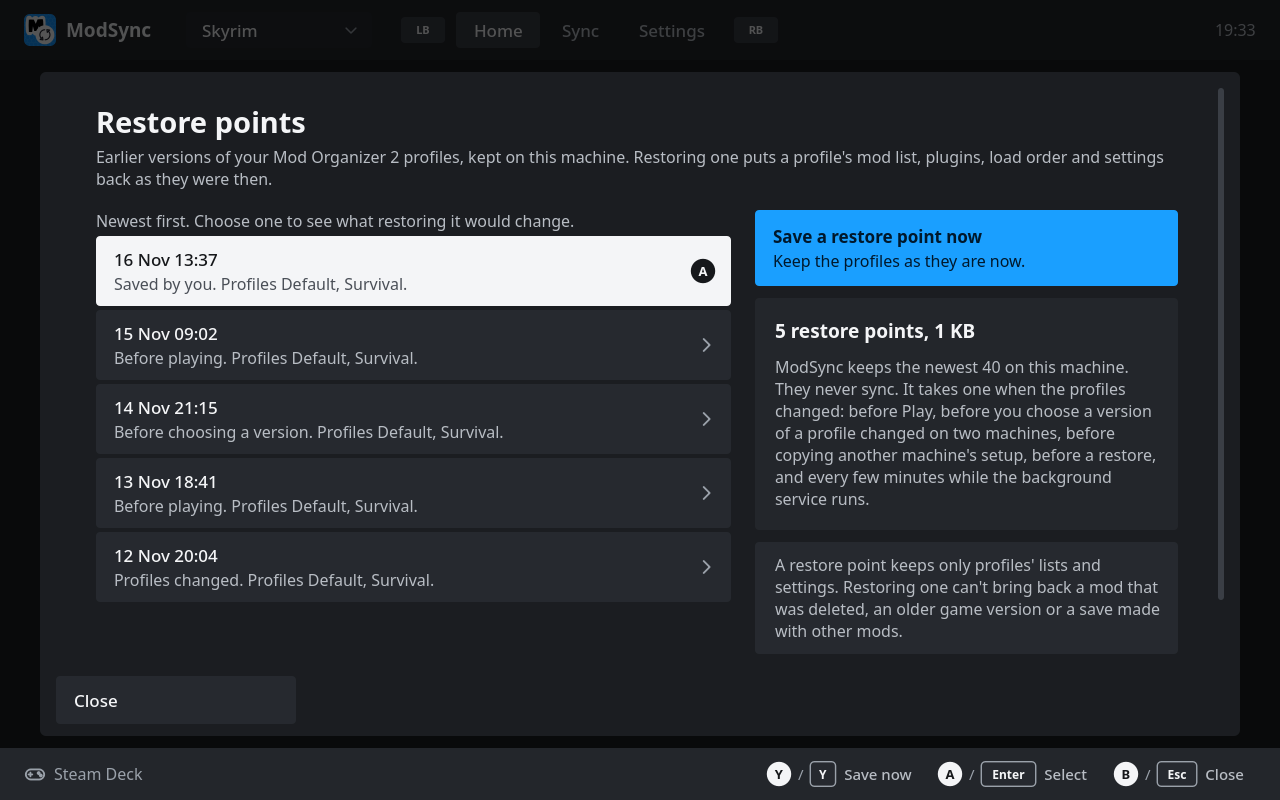 ModSync
Skyrim
LB
Home
Sync
Settings
RB
19:33
Restore points
Earlier versions of your Mod Organizer 2 profiles, kept on this machine. Restoring one puts a profile's mod list, plugins, load order and settings
back as they were then.
Newest first. Choose one to see what restoring it would change.
16 Nov 13:37
Saved by you. Profiles Default, Survival.
A
15 Nov 09:02
Before playing. Profiles Default, Survival.
14 Nov 21:15
Before choosing a version. Profiles Default, Survival.
13 Nov 18:41
Before playing. Profiles Default, Survival.
12 Nov 20:04
Profiles changed. Profiles Default, Survival.
Save a restore point now
Keep the profiles as they are now.
5 restore points, 1 KB
ModSync keeps the newest 40 on this machine.
They never sync. It takes one when the profiles
changed: before Play, before you choose a version
of a profile changed on two machines, before
copying another machine's setup, before a restore,
and every few minutes while the background
service runs.
A restore point keeps only profiles' lists and
settings. Restoring one can't bring back a mod that
was deleted, an older game version or a save made
with other mods.
Close
Steam Deck
Y / Y Save now
A / Enter Select
B / Esc Close